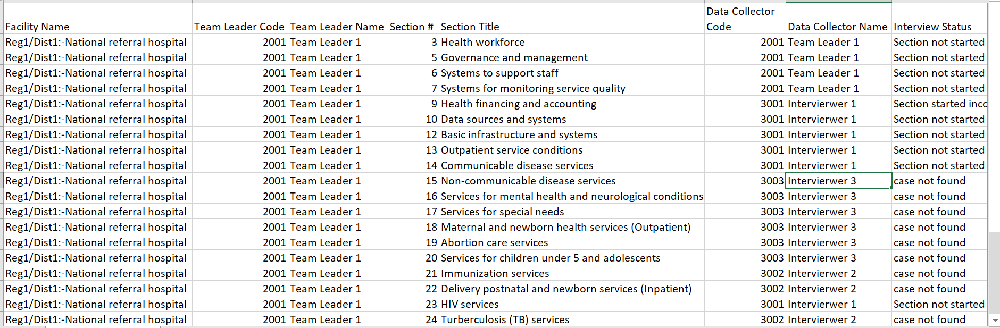 Facility Name Team Leader Code Team Leader Name Section # Section Title Data Collector Code Data Collector Name Interview Status
Reg1/Dist1:-National referral hospital 2001 Team Leader 1 3 Health workforce 2001 Team Leader 1 Section not started
Reg1/Dist1:-National referral hospital 2001 Team Leader 1 5 Governance and management 2001 Team Leader 1 Section not started
Reg1/Dist1:-National referral hospital 2001 Team Leader 1 6 Systems to support staff 2001 Team Leader 1 Section not started
Reg1/Dist1:-National referral hospital 2001 Team Leader 1 7 Systems for monitoring service quality 2001 Team Leader 1 Section not started
Reg1/Dist1:-National referral hospital 2001 Team Leader 1 9 Health financing and accounting 3001 Intervierwer 1 Section started inco
Reg1/Dist1:-National referral hospital 2001 Team Leader 1 10 Data sources and systems 3001 Intervierwer 1 Section not started
Reg1/Dist1:-National referral hospital 2001 Team Leader 1 12 Basic infrastructure and systems 3001 Intervierwer 1 Section not started
Reg1/Dist1:-National referral hospital 2001 Team Leader 1 13 Outpatient service conditions 3001 Intervierwer 1 Section not started
Reg1/Dist1:-National referral hospital 2001 Team Leader 1 14 Communicable disease services 3001 Intervierwer 1 Section not started
Reg1/Dist1:-National referral hospital 2001 Team Leader 1 15 Non-communicable disease services 3003 Intervierwer 3 case not found
Reg1/Dist1:-National referral hospital 2001 Team Leader 1 16 Services for mental health and neurological conditions 3003 Intervierwer 3 case not found
Reg1/Dist1:-National referral hospital 2001 Team Leader 1 17 Services for special needs 3003 Intervierwer 3 case not found
Reg1/Dist1:-National referral hospital 2001 Team Leader 1 18 Maternal and newborn health services (Outpatient) 3003 Intervierwer 3 case not found
Reg1/Dist1:-National referral hospital 2001 Team Leader 1 19 Abortion care services 3003 Intervierwer 3 case not found
Reg1/Dist1:-National referral hospital 2001 Team Leader 1 20 Services for children under 5 and adolescents 3003 Intervierwer 3 case not found
Reg1/Dist1:-National referral hospital 2001 Team Leader 1 21 Immunization services 3002 Intervierwer 2 case not found
Reg1/Dist1:-National referral hospital 2001 Team Leader 1 22 Delivery postnatal and newborn services (Inpatient) 3002 Intervierwer 2 case not found
Reg1/Dist1:-National referral hospital 2001 Team Leader 1 23 HIV services 3001 Intervierwer 1 Section not started
Reg1/Dist1:-National referral hospital 2001 Team Leader 1 24 Turberculosis (TB) services 3002 Intervierwer 2 case not found